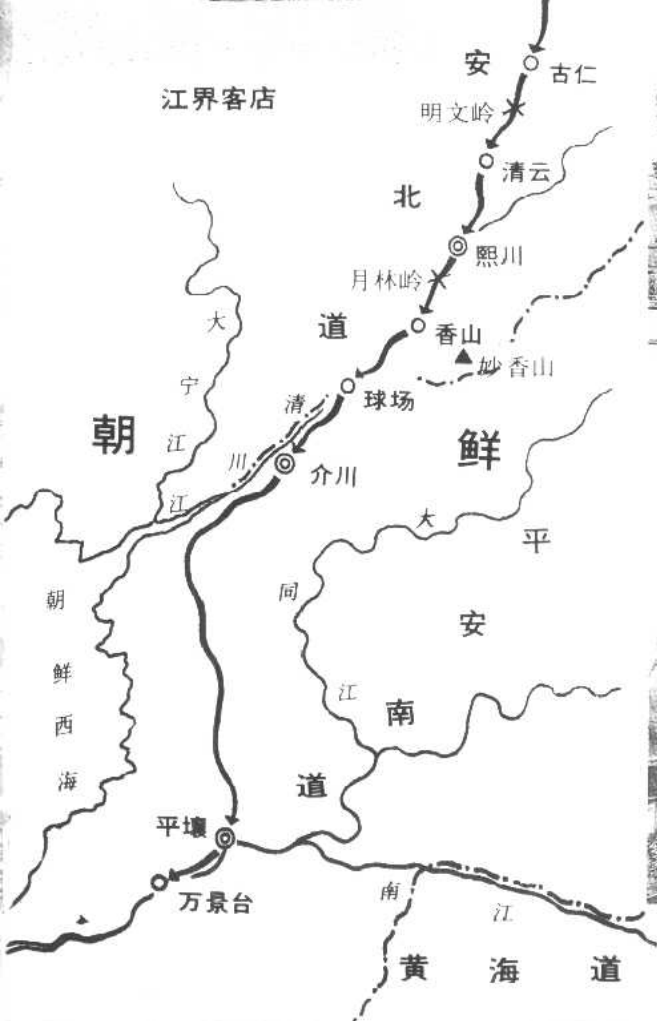 安
古仁
江界客店
明文岭
清云
北
熙川
月林岭
道
香山
大宁江
妙香山
球场
清川江
朝鲜
介川
大同江
平安南道
朝鲜西海
平壤
万景台
南江
黄海道